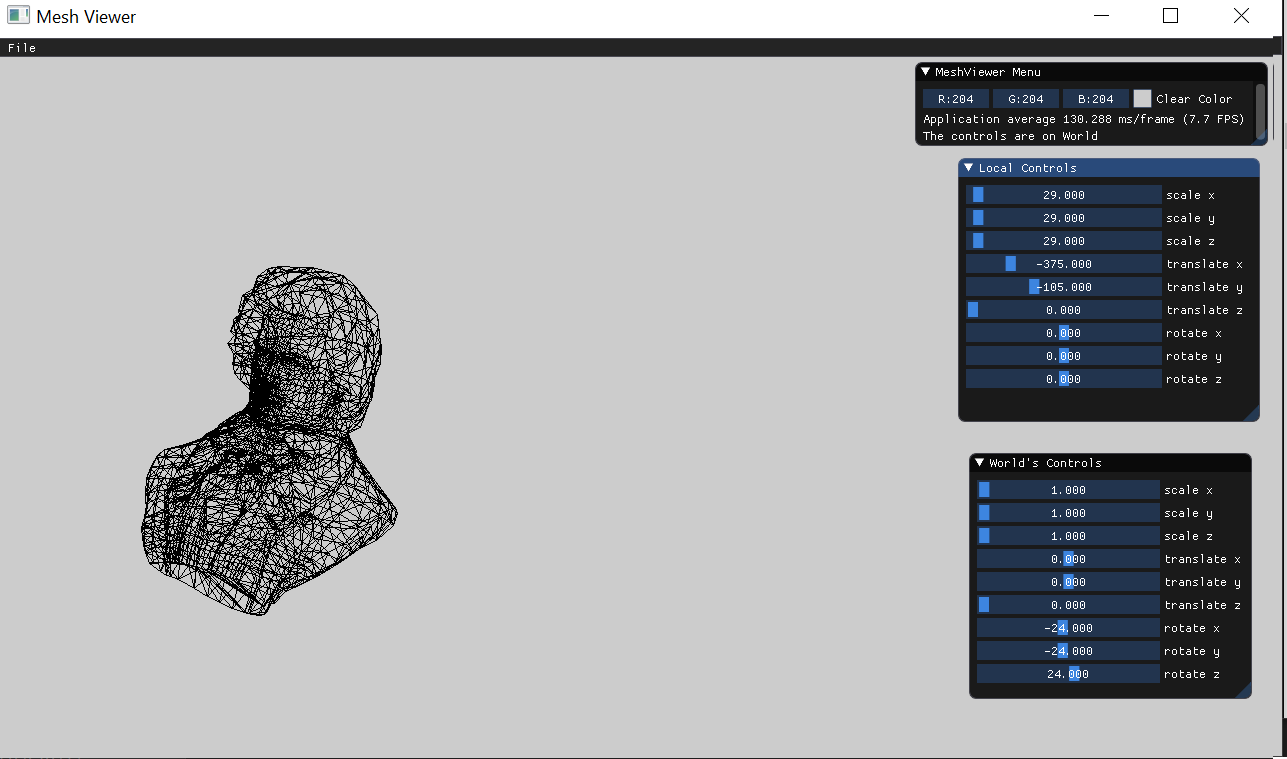 Mesh Viewer
File
MeshViewer Menu
R:204 G:204 B:204 Clear Color
Application average 130.288 ms/frame (7.7 FPS)
The controls are on World
Local Controls
29.000 scale x
29.000 scale y
29.000 scale z
-375.000 translate x
-105.000 translate y
0.000 translate z
0.000 rotate x
0.000 rotate y
0.000 rotate z
World's Controls
1.000 scale x
1.000 scale y
1.000 scale z
0.000 translate x
0.000 translate y
0.000 translate z
-24.000 rotate x
-24.000 rotate y
24.000 rotate z